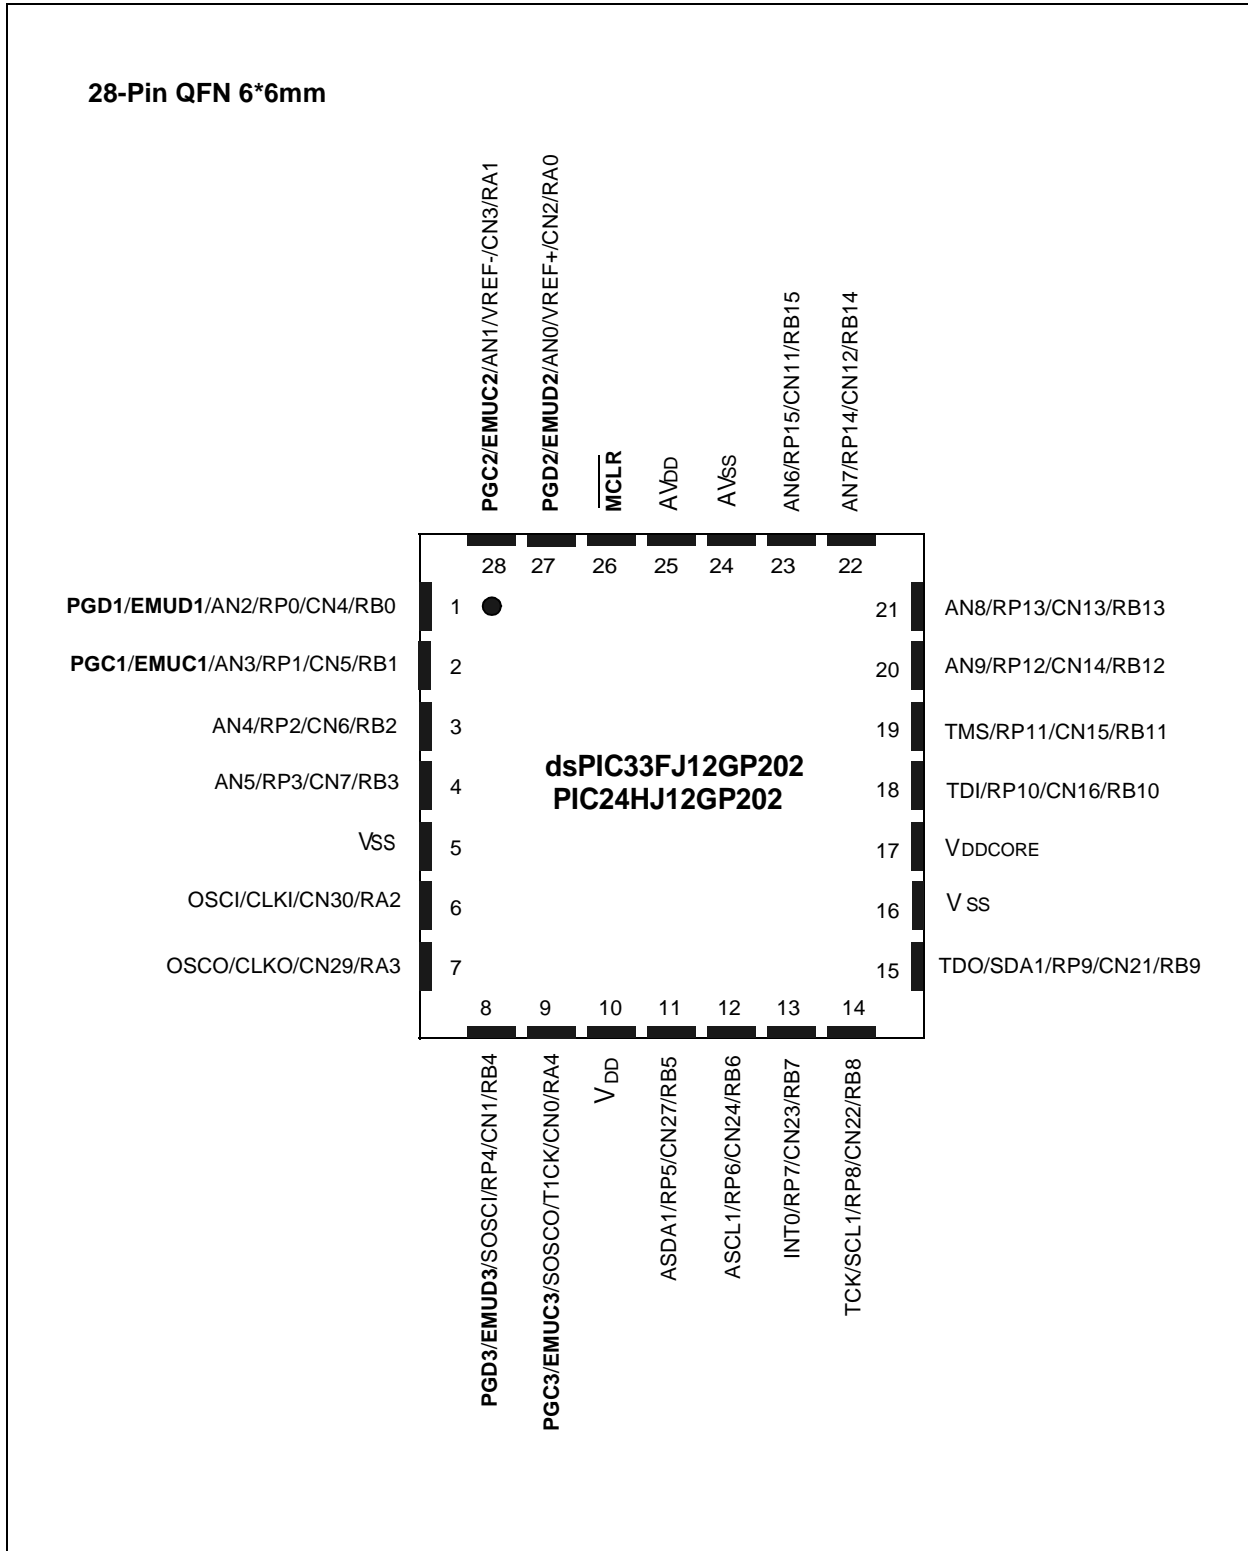 28-Pin QFN 6*6mm
PGC2/EMUC2/AN1/VREF-/CN3/RA1
PGD2/EMUD2/AN0/VREF+/CN2/RA0
MCLR
AVDD
AVSS
AN6/RP15/CN11/RB15
AN7/RP14/CN12/RB14
28 27 26 25 24 23 22
PGD1/EMUD1/AN2/RP0/CN4/RB0 1
PGC1/EMUC1/AN3/RP1/CN5/RB1 2
AN4/RP2/CN6/RB2 3
AN5/RP3/CN7/RB3 4
VSS 5
OSCI/CLKI/CN30/RA2 6
OSCO/CLKO/CN29/RA3 7
dsPIC33FJ12GP202
PIC24HJ12GP202
21 AN8/RP13/CN13/RB13
20 AN9/RP12/CN14/RB12
19 TMS/RP11/CN15/RB11
18 TDI/RP10/CN16/RB10
17 VDDCORE
16 VSS
15 TDO/SDA1/RP9/CN21/RB9
8 9 10 11 12 13 14
PGD3/EMUD3/SOSCI/RP4/CN1/RB4
PGC3/EMUC3/SOSCO/T1CK/CN0/RA4
VDD
ASDA1/RP5/CN27/RB5
ASCL1/RP6/CN24/RB6
INT0/RP7/CN23/RB7
TCK/SCL1/RP8/CN22/RB8